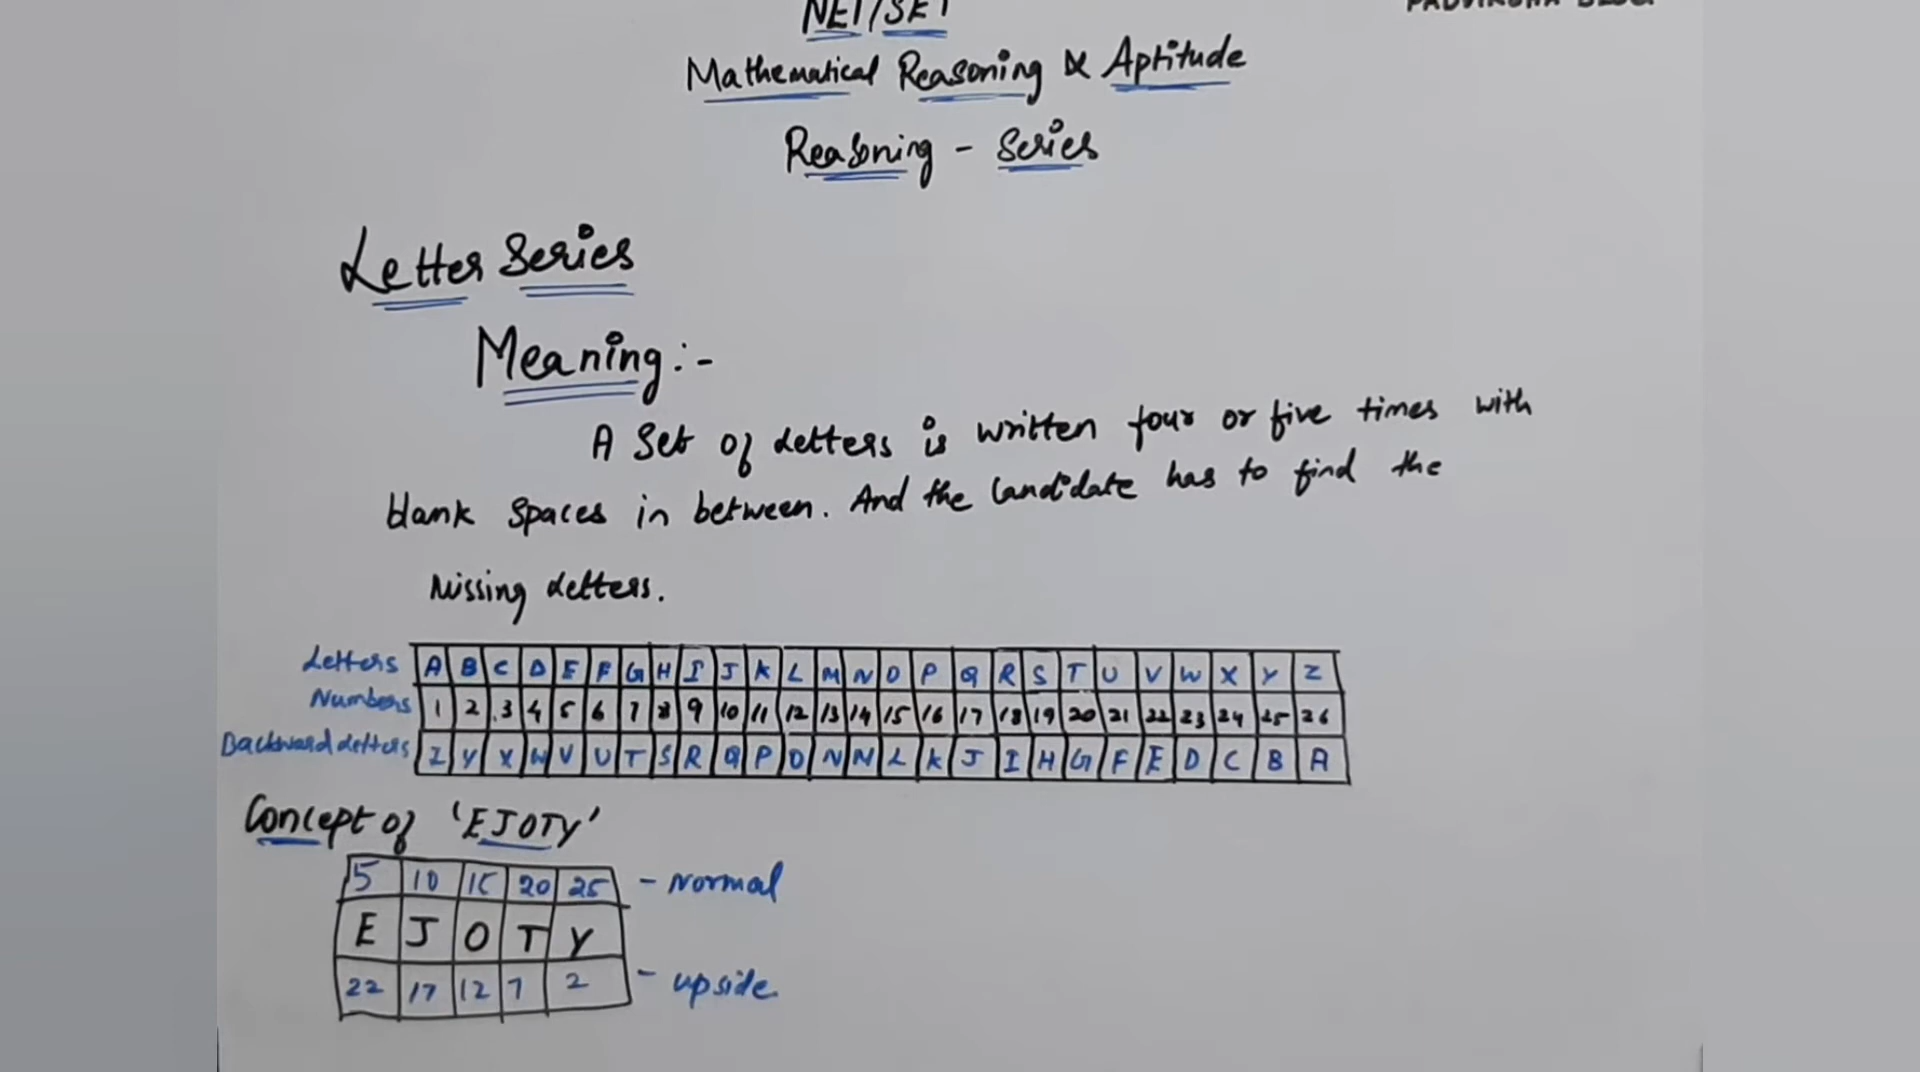 NET/SET
Mathematical Reasoning & Aptitude
Reasoning - Series
Letter Series
Meaning:-
A Set of Letters is written four or five times with
blank spaces in between. And the Candidate has to find the
Missing Letters.
Letters A B C D E F G H I J K L M N O P Q R S T U V W X Y Z
Numbers 1 2 3 4 5 6 7 8 9 10 11 12 13 14 15 16 17 18 19 20 21 22 23 24 25 26
Backward Letters Z Y X W V U T S R Q P O N N L K J I H G F E D C B A
Concept of 'EJOTY'
5 10 15 20 25 - Normal
E J O T Y
22 17 12 7 2 - upside